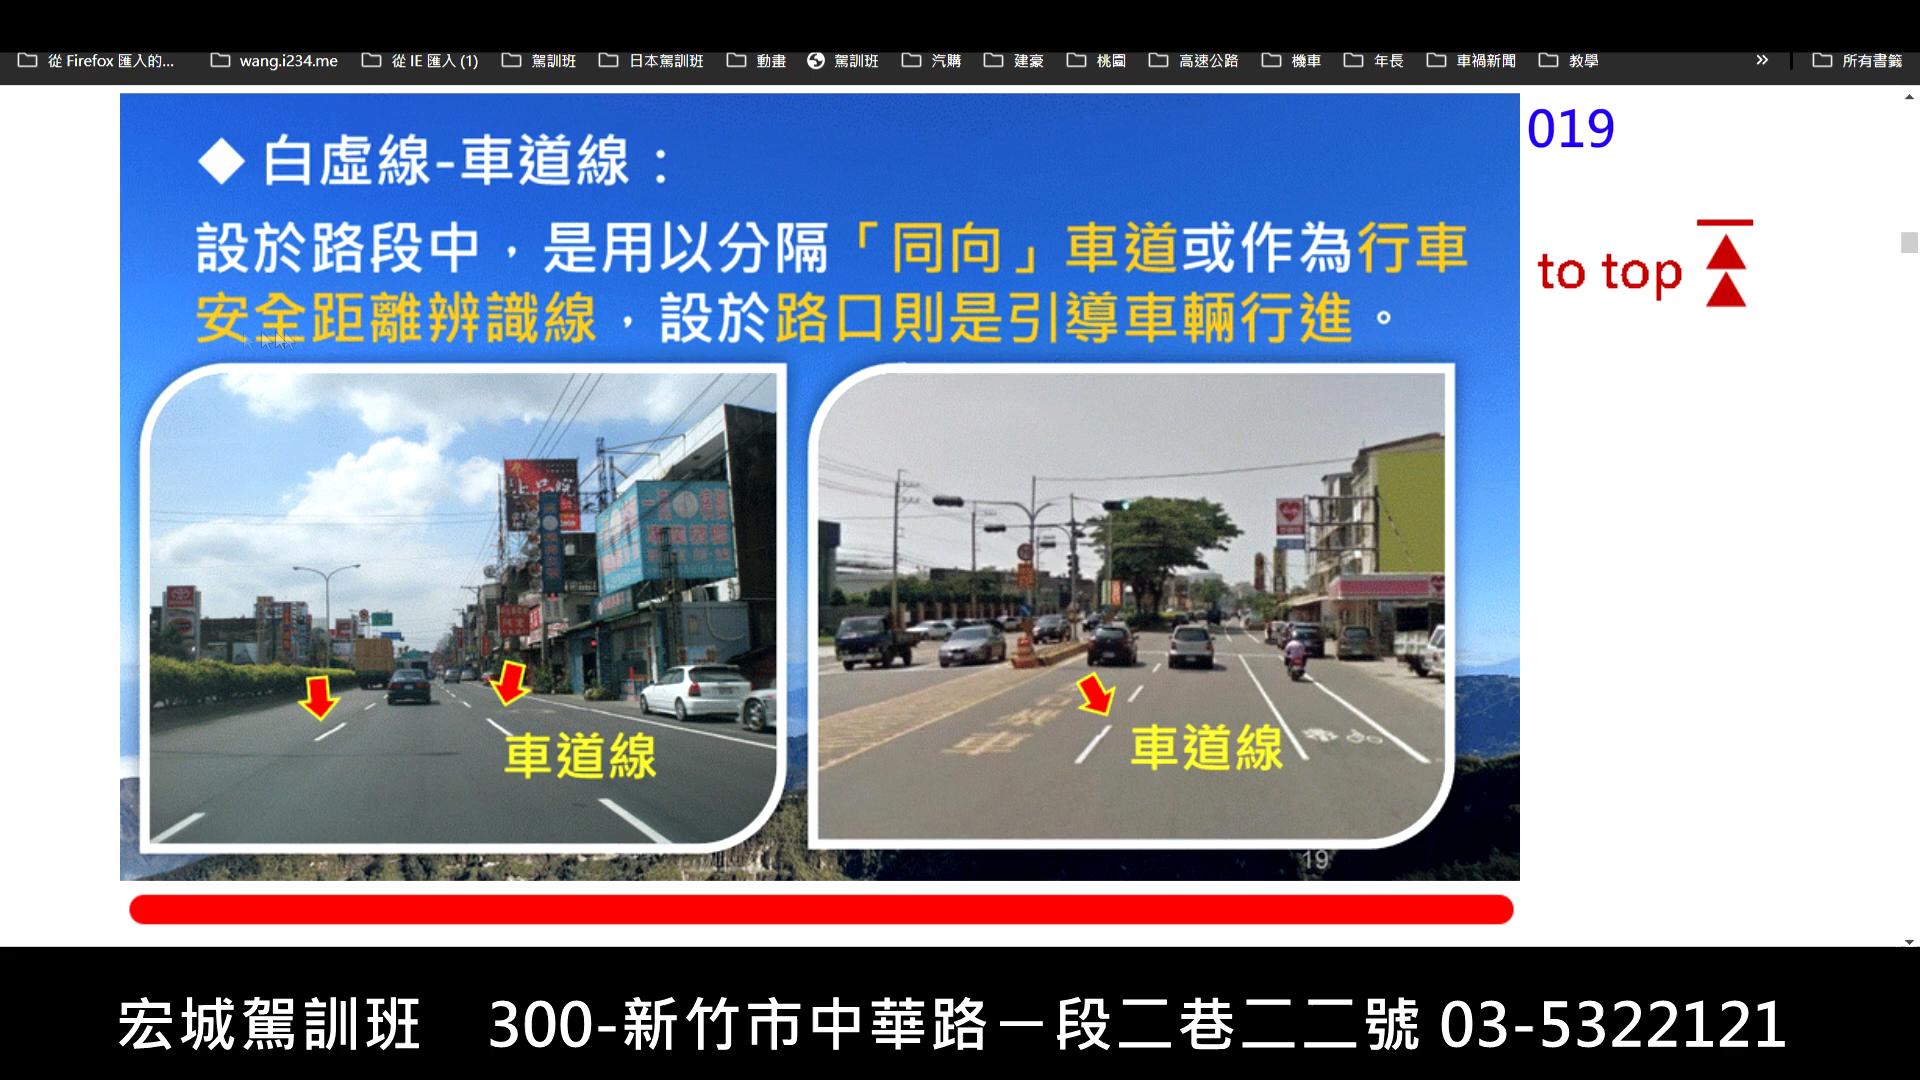 從 Firefox 匯入的... wang.i234.me 從 IE 匯入 (1) 駕訓班 日本駕訓班 動畫 駕訓班 汽購 建豪 桃園 高速公路 機車 年長 車禍新聞 教學 » 所有書籤
◆白虛線-車道線：
設於路段中，是用以分隔「同向」車道或作為行車
安全距離辨識線，設於路口則是引導車輛行進。
019
to top
車道線
車道線
19
宏城駕訓班 300-新竹市中華路一段二巷二二號 03-5322121